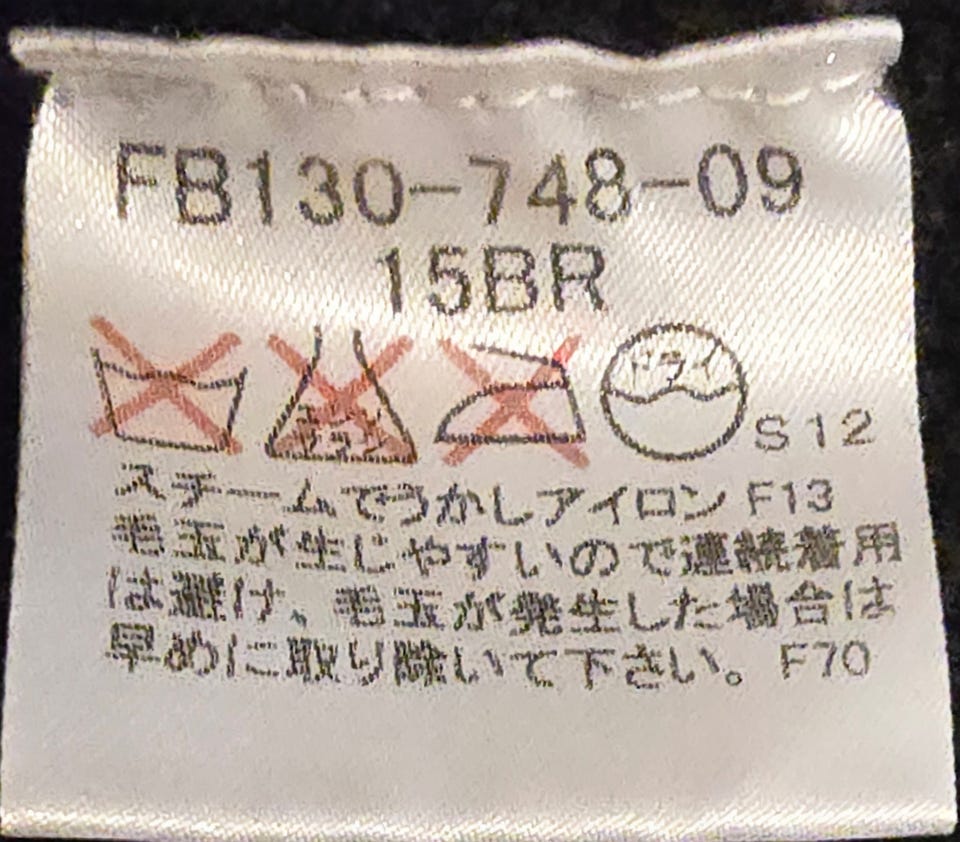 FB130-748-09
15BR
ドライ
S12
スチームでうかしアイロン F13
毛玉が生じやすいので連続着用
は避け、毛玉が発生した場合は
早めに取り除いて下さい。 F70